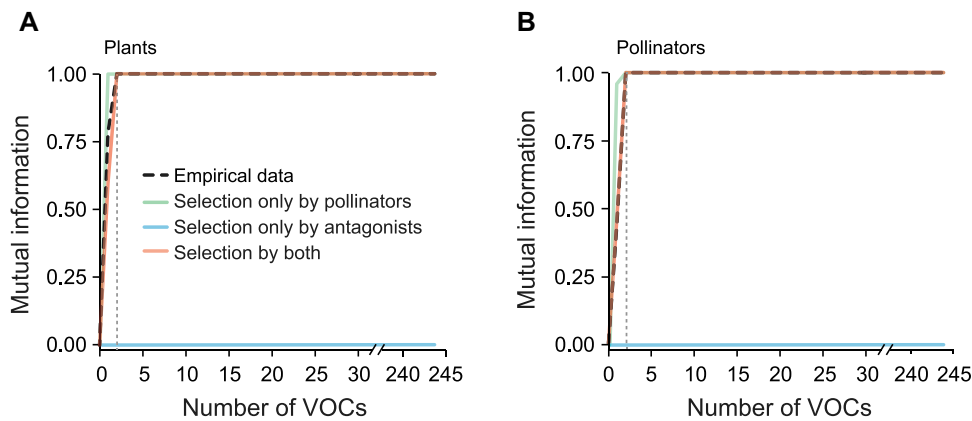 A
Plants
Mutual information
1.00
0.75
0.50
0.25
0.00
Empirical data
Selection only by pollinators
Selection only by antagonists
Selection by both
0 5 10 15 20 25 30 240 245
Number of VOCs
B
Pollinators
Mutual information
1.00
0.75
0.50
0.25
0.00
0 5 10 15 20 25 30 240 245
Number of VOCs